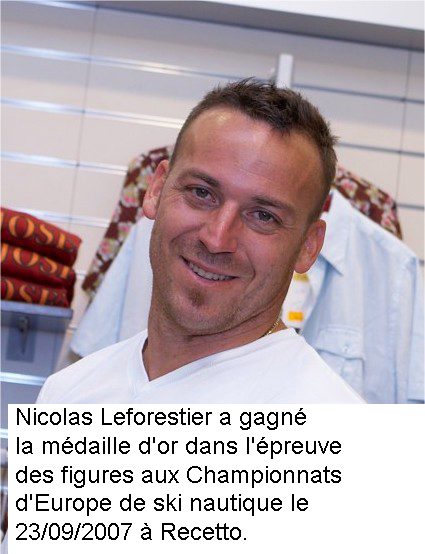 OSE
Nicolas Leforestier a gagné
la médaille d'or dans l'épreuve
des figures aux Championnats
d'Europe de ski nautique le
23/09/2007 à Recetto.